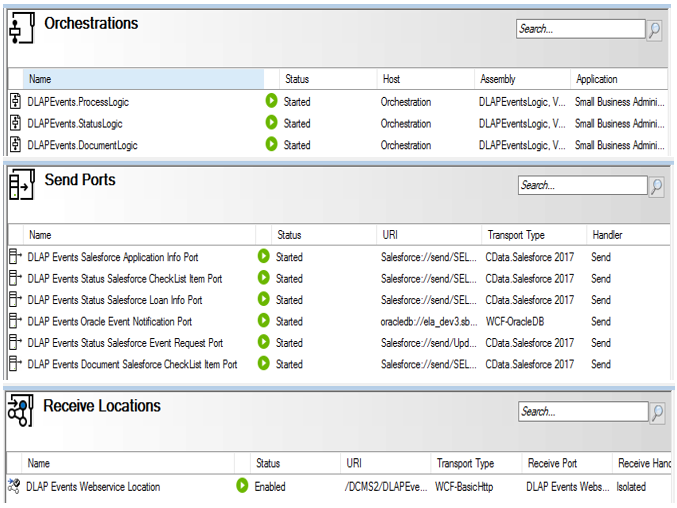 Orchestrations
Search...
Name Status Host Assembly Application
DLAPEvents.ProcessLogic Started Orchestration DLAPEventsLogic, V... Small Business Admini...
DLAPEvents.StatusLogic Started Orchestration DLAPEventsLogic, V... Small Business Admini...
DLAPEvents.DocumentLogic Started Orchestration DLAPEventsLogic, V... Small Business Admini...
Send Ports
Search...
Name Status URI Transport Type Handler
DLAP Events Salesforce Application Info Port Started Salesforce://send/SEL... CData.Salesforce 2017 Send
DLAP Events Status Salesforce CheckList Item Port Started Salesforce://send/SEL... CData.Salesforce 2017 Send
DLAP Events Status Salesforce Loan Info Port Started Salesforce://send/SEL... CData.Salesforce 2017 Send
DLAP Events Oracle Event Notification Port Started oracledb://ela_dev3.sb... WCF-OracleDB Send
DLAP Events Status Salesforce Event Request Port Started Salesforce://send/Upd... CData.Salesforce 2017 Send
DLAP Events Document Salesforce CheckList Item Port Started Salesforce://send/SEL... CData.Salesforce 2017 Send
Receive Locations
Search...
Name Status URI Transport Type Receive Port Receive Hand
DLAP Events Webservice Location Enabled /DCMS2/DLAPEve... WCF-BasicHttp DLAP Events Webs... Isolated